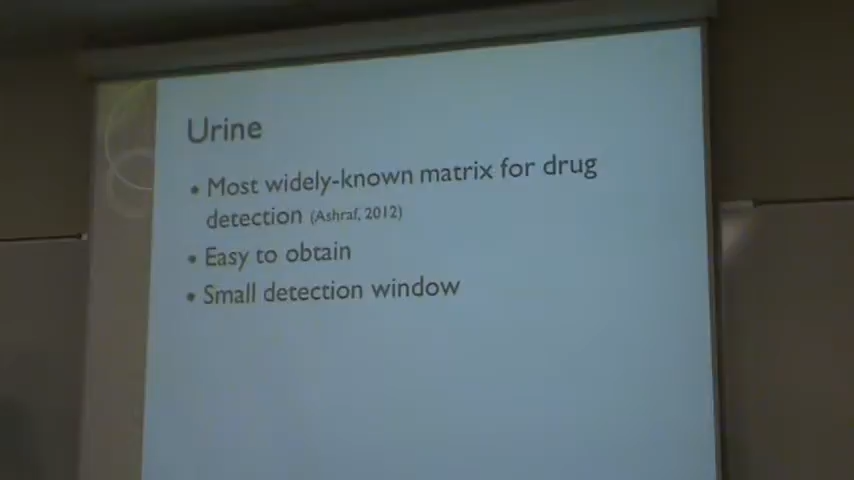 Urine
• Most widely-known matrix for drug
detection (Ashraf, 2012)
• Easy to obtain
• Small detection window